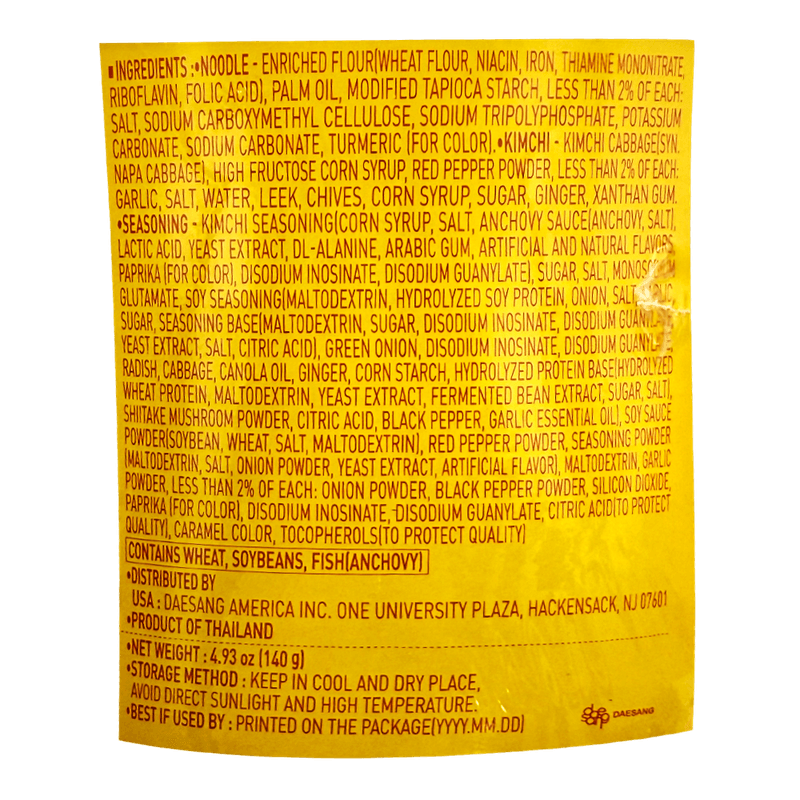 ▪INGREDIENTS :•NOODLE - ENRICHED FLOUR(WHEAT FLOUR, NIACIN, IRON, THIAMINE MONONITRATE,
RIBOFLAVIN, FOLIC ACID), PALM OIL, MODIFIED TAPIOCA STARCH, LESS THAN 2% OF EACH:
SALT, SODIUM CARBOXYMETHYL CELLULOSE, SODIUM TRIPOLYPHOSPHATE, POTASSIUM
CARBONATE, SODIUM CARBONATE, TURMERIC (FOR COLOR).•KIMCHI - KIMCHI CABBAGE(SYN.
NAPA CABBAGE), HIGH FRUCTOSE CORN SYRUP, RED PEPPER POWDER, LESS THAN 2% OF EACH:
GARLIC, SALT, WATER, LEEK, CHIVES, CORN SYRUP, SUGAR, GINGER, XANTHAN GUM.
•SEASONING - KIMCHI SEASONING(CORN SYRUP, SALT, ANCHOVY SAUCE(ANCHOVY, SALT),
LACTIC ACID, YEAST EXTRACT, DL-ALANINE, ARABIC GUM, ARTIFICIAL AND NATURAL FLAVORS,
PAPRIKA (FOR COLOR), DISODIUM INOSINATE, DISODIUM GUANYLATE), SUGAR, SALT, MONOSODIUM
GLUTAMATE, SOY SEASONING(MALTODEXTRIN, HYDROLYZED SOY PROTEIN, ONION, SALT,
SUGAR, SEASONING BASE(MALTODEXTRIN, SUGAR, DISODIUM INOSINATE, DISODIUM
YEAST EXTRACT, SALT, CITRIC ACID), GREEN ONION, DISODIUM INOSINATE, DISODIUM
RADISH, CABBAGE, CANOLA OIL, GINGER, CORN STARCH, HYDROLYZED PROTEIN BASE(HYDROLYZED
WHEAT PROTEIN, MALTODEXTRIN, YEAST EXTRACT, FERMENTED BEAN EXTRACT, SUGAR, SALT),
SHIITAKE MUSHROOM POWDER, CITRIC ACID, BLACK PEPPER, GARLIC ESSENTIAL OIL), SOY SAUCE
POWDER(SOYBEAN, WHEAT, SALT, MALTODEXTRIN), RED PEPPER POWDER, SEASONING POWDER
(MALTODEXTRIN, SALT, ONION POWDER, YEAST EXTRACT, ARTIFICIAL FLAVOR), MALTODEXTRIN, GARLIC
POWDER, LESS THAN 2% OF EACH: ONION POWDER, BLACK PEPPER POWDER, SILICON DIOXIDE,
PAPRIKA (FOR COLOR), DISODIUM INOSINATE, DISODIUM GUANYLATE, CITRIC ACID(TO PROTECT
QUALITY), CARAMEL COLOR, TOCOPHEROLS(TO PROTECT QUALITY)
CONTAINS WHEAT, SOYBEANS, FISH(ANCHOVY)
•DISTRIBUTED BY
USA : DAESANG AMERICA INC. ONE UNIVERSITY PLAZA, HACKENSACK, NJ 07601
•PRODUCT OF THAILAND
•NET WEIGHT : 4.93 oz (140 g)
•STORAGE METHOD : KEEP IN COOL AND DRY PLACE,
AVOID DIRECT SUNLIGHT AND HIGH TEMPERATURE.
•BEST IF USED BY : PRINTED ON THE PACKAGE(YYYY.MM.DD)
DAESANG